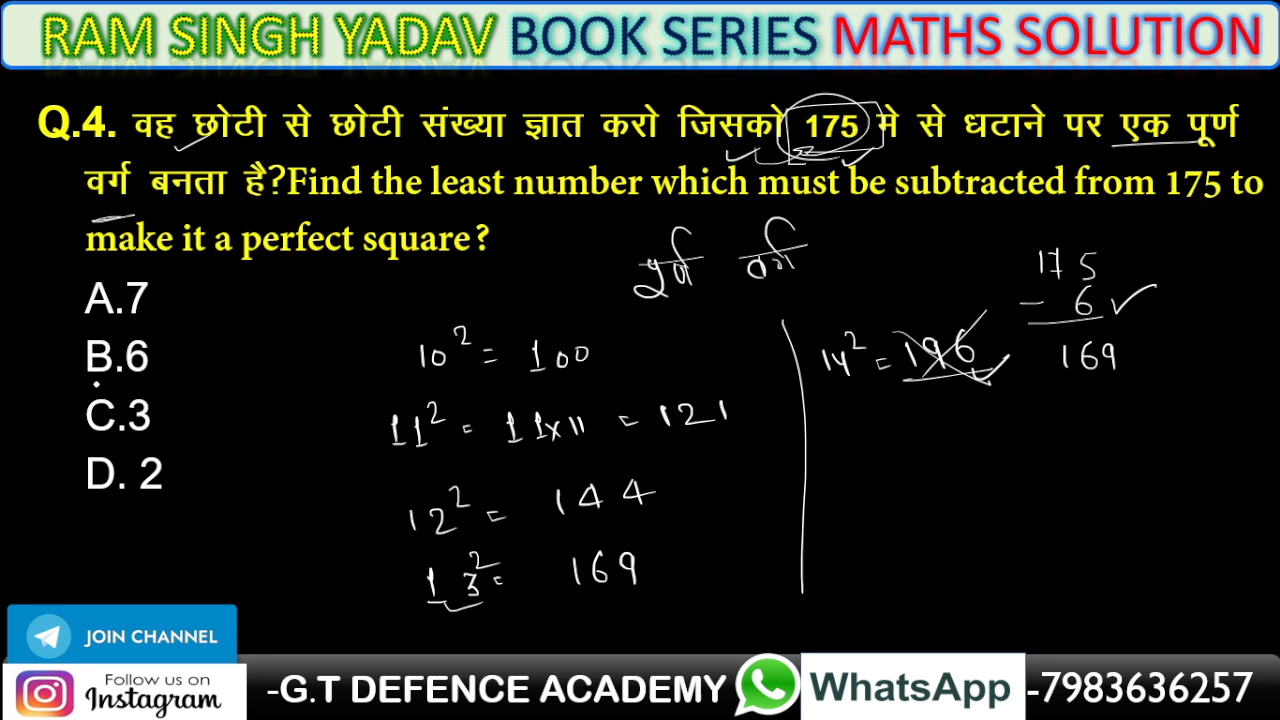 RAM SINGH YADAV BOOK SERIES MATHS SOLUTION
Q.4. वह छोटी से छोटी संख्या ज्ञात करो जिसको 175 मे से धटाने पर एक पूर्ण
वर्ग बनता है?Find the least number which must be subtracted from 175 to
make it a perfect square?
पूर्ण वर्ग
A.7
B.6
C.3
D. 2
10² = 100
11² = 11x11 = 121
12² = 144
13² = 169
14² = 196
175
- 6
169
JOIN CHANNEL
Follow us on
Instagram
-G.T DEFENCE ACADEMY WhatsApp -7983636257